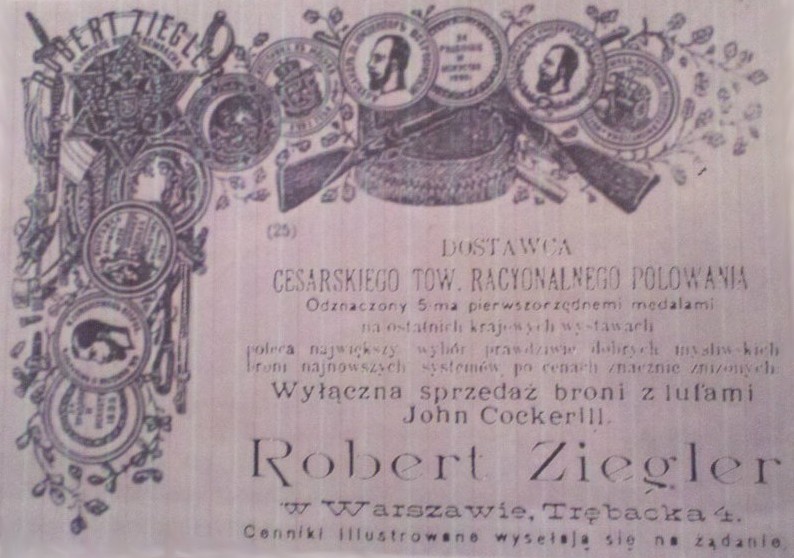 ROBERT ZIEGLER
(25)
DOSTAWCA
CESARSKIEGO TOW. RACYONALNEGO POLOWANIA
Odznaczony 5-ma pierwszorzędnemi medalami
na ostatnich krajowych wystawach
poleca największy wybór prawdziwie dobrych myśliwskich
broni najnowszych systemów po cenach znacznie zniżonych.
Wyłączna sprzedaż broni z lufami
John Cockerill.
Robert Ziegler
w Warszawie, Trębacka 4.
Cenniki illustrowane wysełają się na żądanie